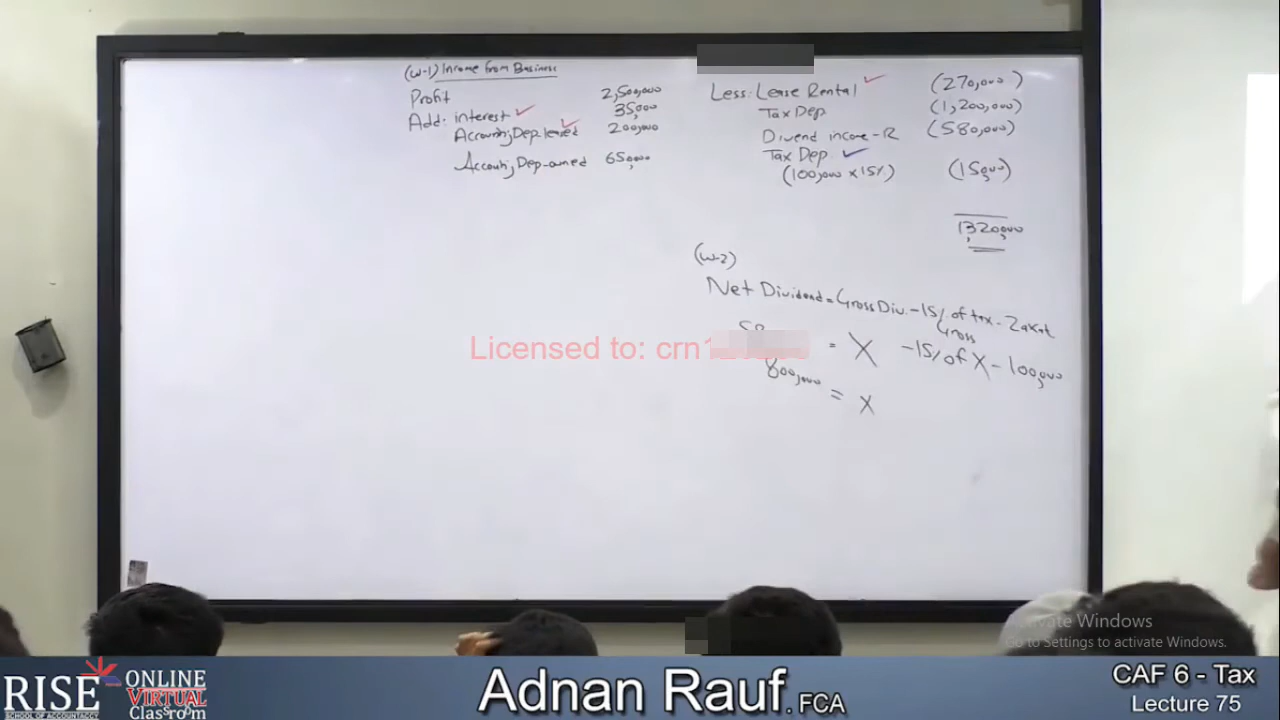 (W-1) Income from Business
Profit 2,500,000
Add: interest 35,000
Accounting Dep. leased 200,000
Accounting Dep-owned 650,000
Less: Lease Rental (270,000)
Tax Dep (1,200,000)
Divend income-R (580,000)
Tax Dep
(100,000 x 15%) (15,000)
1,320,000
(W-2)
Net Dividend = Gross Div. - 15% of tax - Zakat
Gross
= X - 15% of X - 100,000
800,000 = X
Licensed to: crn1
Activate Windows
Go to Settings to activate Windows.
RISE
SCHOOL OF ACCOUNTANCY
ONLINE
VIRTUAL
Classroom
Adnan Rauf. FCA
CAF 6 - Tax
Lecture 75